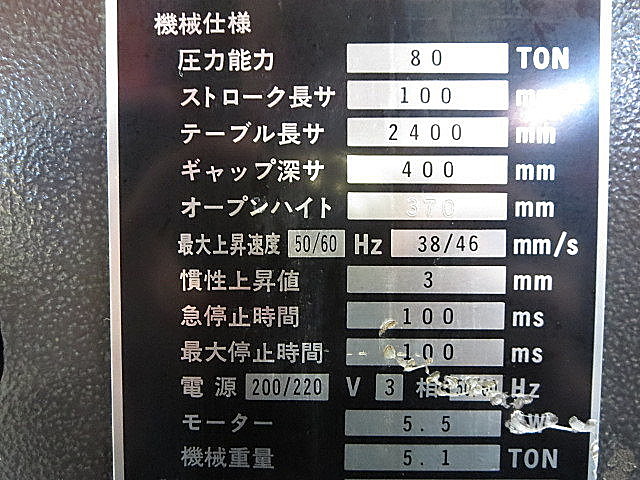 機械仕様
圧力能力 80 TON
ストローク長サ 100 mm
テーブル長サ 2400 mm
ギャップ深サ 400 mm
オープンハイト 370 mm
最大上昇速度 50/60 Hz 38/46 mm/s
慣性上昇値 3 mm
急停止時間 100 ms
最大停止時間 100 ms
電源 200/220 V 3 相 Hz
モーター 5.5 KW
機械重量 5.1 TON